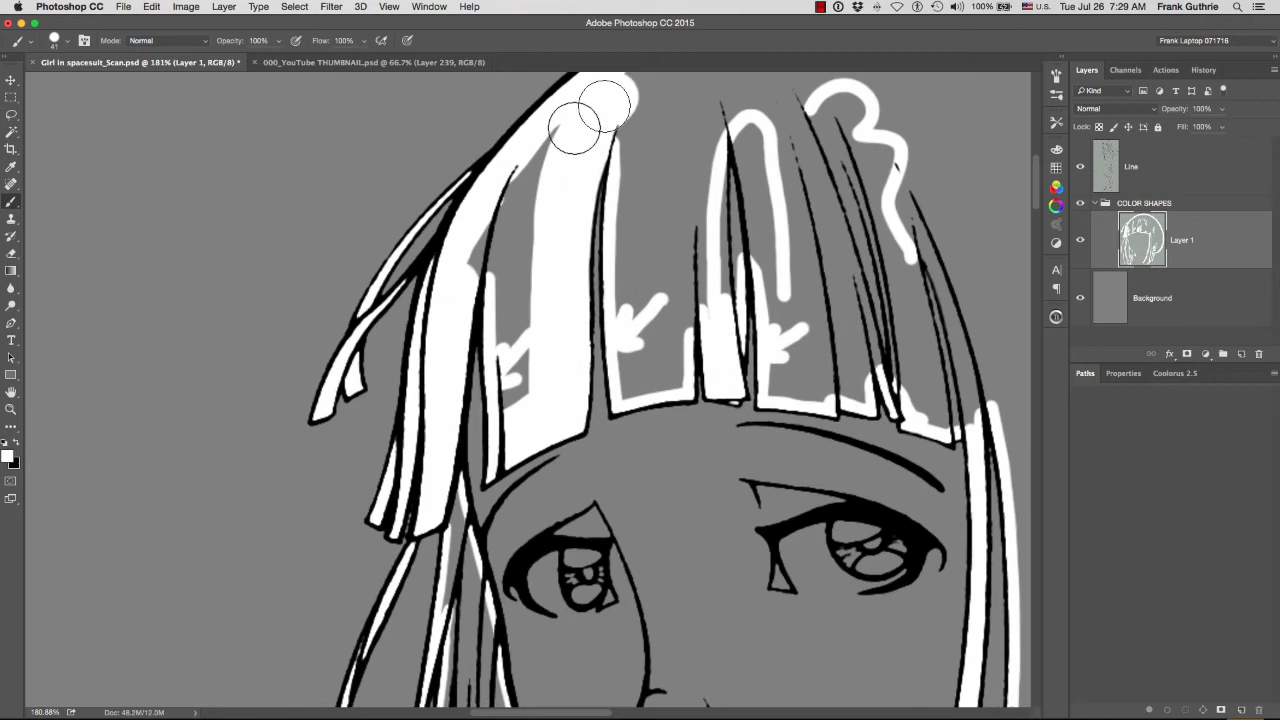 Photoshop File Edit Image Layer Type Select Filter 3D View Window Help 100% U.S. Tue Jul 26 7:29 AM Frank Guthrie
Adobe Photoshop CC 2015
41 Mode: Normal Opacity: 100% Flow: 100% Frank Laptop 071716
Girl in spacesuit_Scan.psd @ 181% (Layer 1, RGB/8) * 000_YouTube THUMBNAIL.psd @ 66.7% (Layer 239, RGB/8)
Layers Channels Actions History
Kind
Normal Opacity: 100%
Lock: Fill: 100%
Line
COLOR SHAPES
Layer 1
Background
fx
Paths Properties Coolorus 2.5
180.88% Doc: 48.2M/12.0M